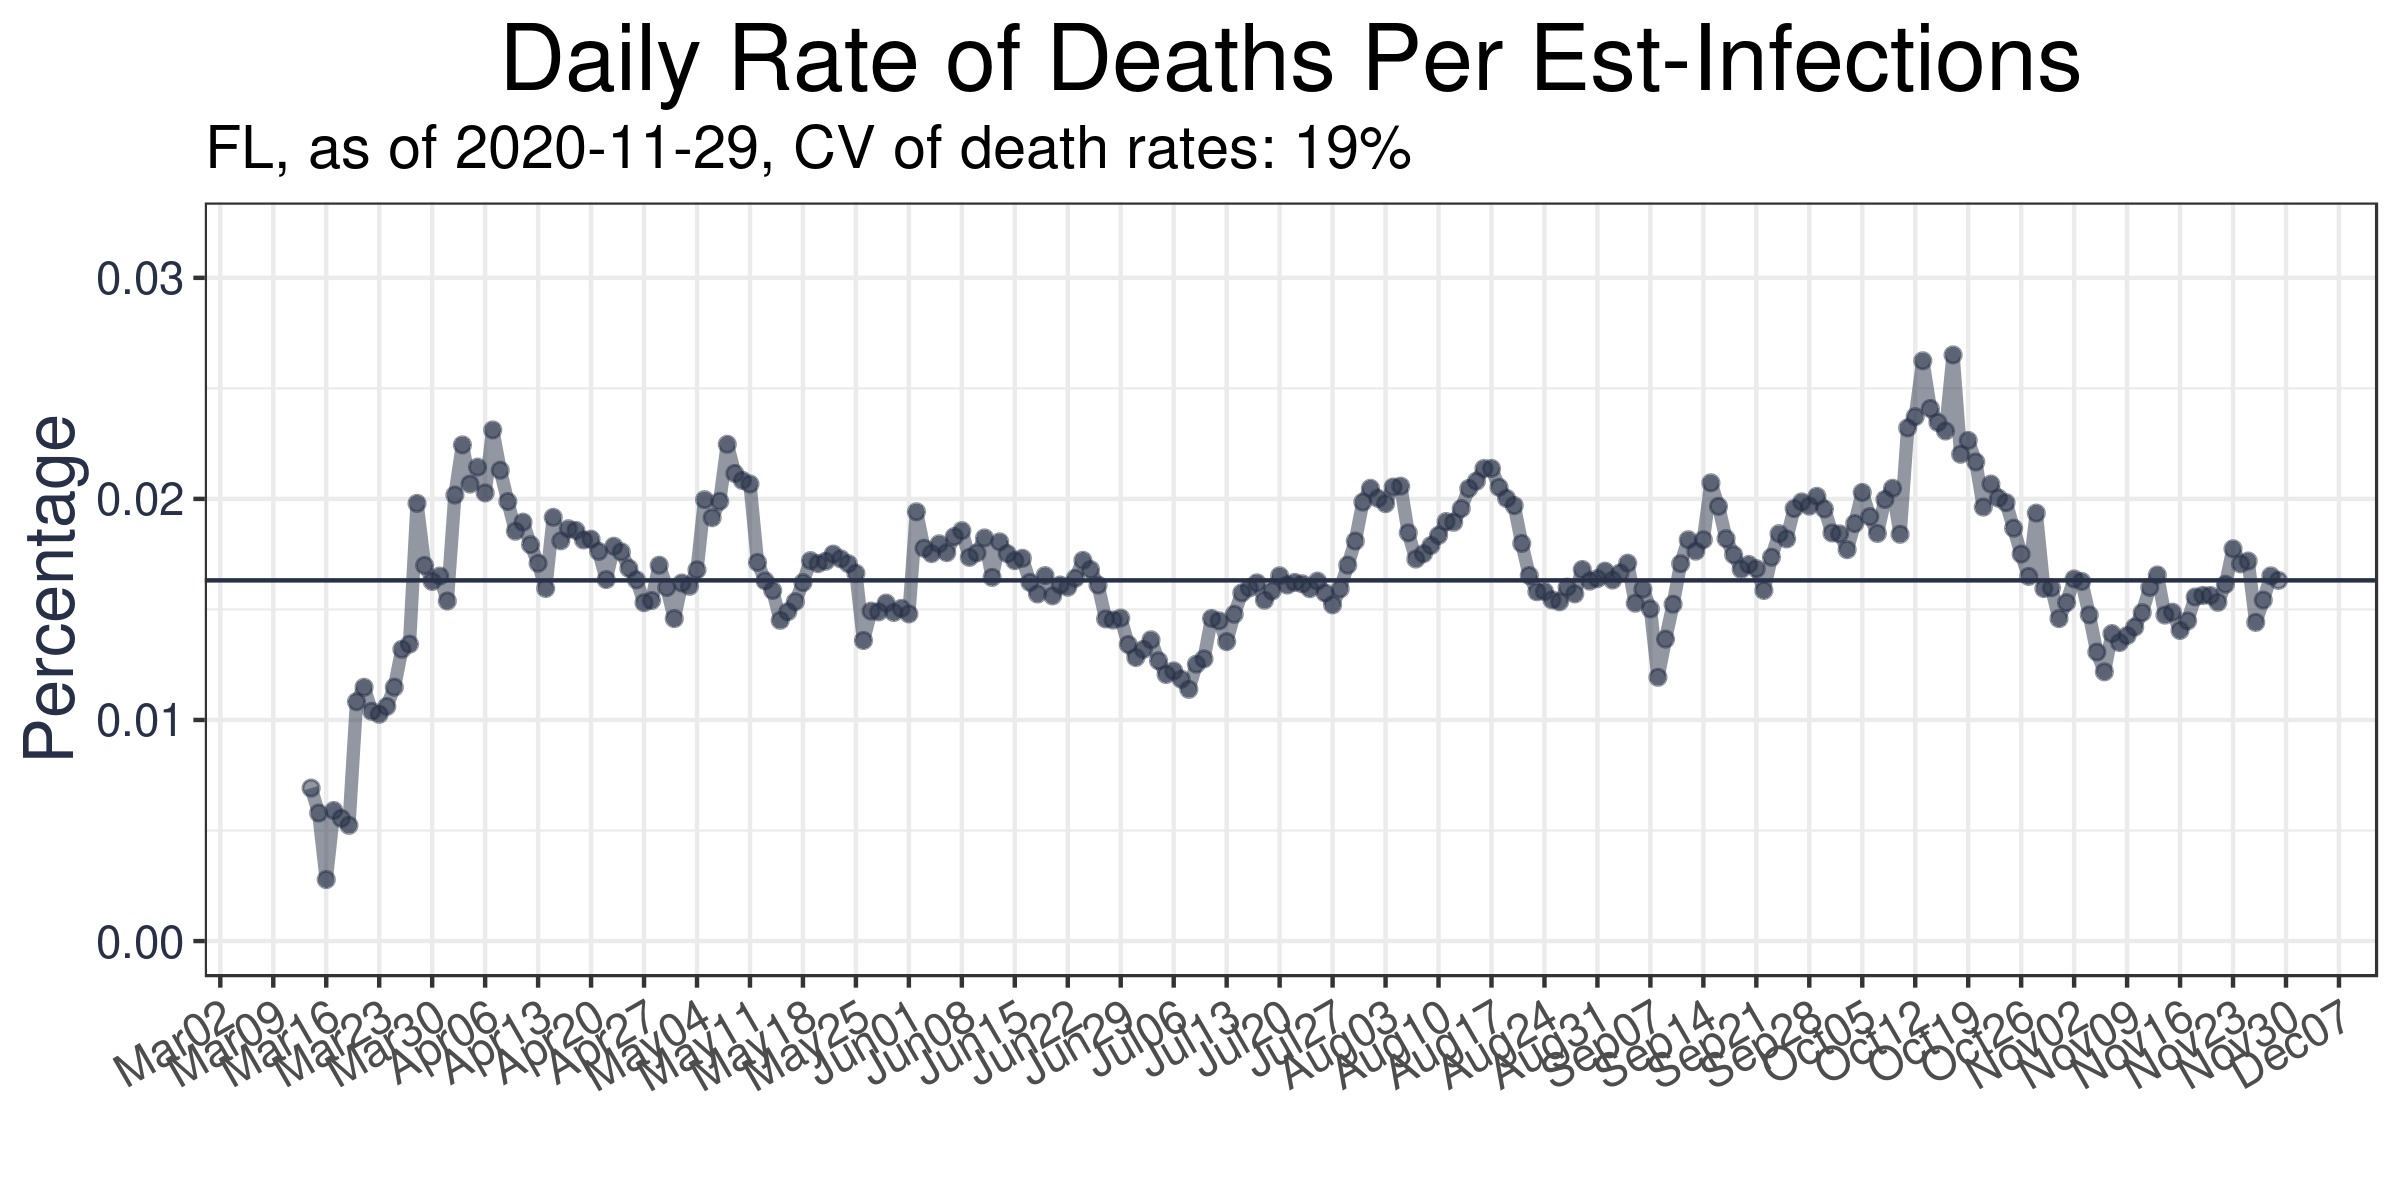 Daily Rate of Deaths Per Est-Infections
FL, as of 2020-11-29, CV of death rates: 19%
Percentage
0.03
0.02
0.01
0.00
Mar02
Mar09
Mar16
Mar23
Mar30
Apr06
Apr13
Apr20
Apr27
May04
May11
May18
May25
Jun01
Jun08
Jun15
Jun22
Jun29
Jul06
Jul13
Jul20
Jul27
Aug03
Aug10
Aug17
Aug24
Aug31
Sep07
Sep14
Sep21
Sep28
Oct05
Oct12
Oct19
Oct26
Nov02
Nov09
Nov16
Nov23
Nov30
Dec07